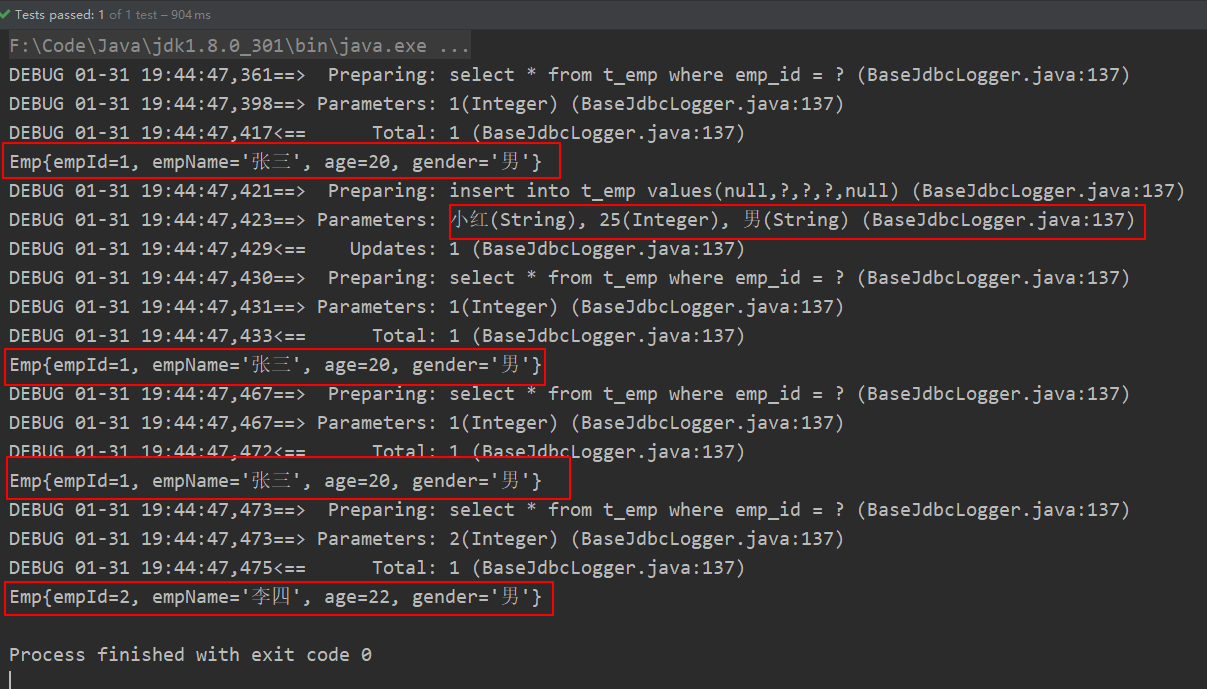 Tests passed: 1 of 1 test – 904 ms
F:\Code\Java\jdk1.8.0_301\bin\java.exe ...
DEBUG 01-31 19:44:47,361==>  Preparing: select * from t_emp where emp_id = ? (BaseJdbcLogger.java:137)
DEBUG 01-31 19:44:47,398==> Parameters: 1(Integer) (BaseJdbcLogger.java:137)
DEBUG 01-31 19:44:47,417<==      Total: 1 (BaseJdbcLogger.java:137)
Emp{empId=1, empName='张三', age=20, gender='男'}
DEBUG 01-31 19:44:47,421==>  Preparing: insert into t_emp values(null,?,?,?,null) (BaseJdbcLogger.java:137)
DEBUG 01-31 19:44:47,423==> Parameters: 小红(String), 25(Integer), 男(String) (BaseJdbcLogger.java:137)
DEBUG 01-31 19:44:47,429<==    Updates: 1 (BaseJdbcLogger.java:137)
DEBUG 01-31 19:44:47,430==>  Preparing: select * from t_emp where emp_id = ? (BaseJdbcLogger.java:137)
DEBUG 01-31 19:44:47,431==> Parameters: 1(Integer) (BaseJdbcLogger.java:137)
DEBUG 01-31 19:44:47,433<==      Total: 1 (BaseJdbcLogger.java:137)
Emp{empId=1, empName='张三', age=20, gender='男'}
DEBUG 01-31 19:44:47,467==>  Preparing: select * from t_emp where emp_id = ? (BaseJdbcLogger.java:137)
DEBUG 01-31 19:44:47,467==> Parameters: 1(Integer) (BaseJdbcLogger.java:137)
DEBUG 01-31 19:44:47,472<==      Total: 1 (BaseJdbcLogger.java:137)
Emp{empId=1, empName='张三', age=20, gender='男'}
DEBUG 01-31 19:44:47,473==>  Preparing: select * from t_emp where emp_id = ? (BaseJdbcLogger.java:137)
DEBUG 01-31 19:44:47,473==> Parameters: 2(Integer) (BaseJdbcLogger.java:137)
DEBUG 01-31 19:44:47,475<==      Total: 1 (BaseJdbcLogger.java:137)
Emp{empId=2, empName='李四', age=22, gender='男'}
Process finished with exit code 0